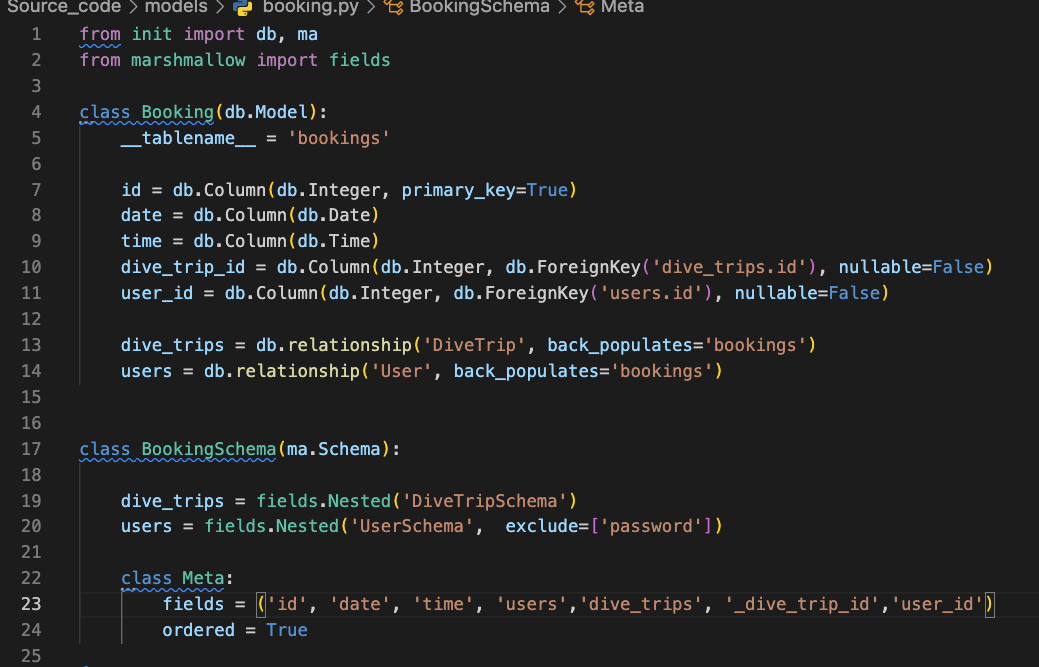 Source_code > models > booking.py > BookingSchema > Meta
1 from init import db, ma
2 from marshmallow import fields
3
4 class Booking(db.Model):
5     __tablename__ = 'bookings'
6
7     id = db.Column(db.Integer, primary_key=True)
8     date = db.Column(db.Date)
9     time = db.Column(db.Time)
10     dive_trip_id = db.Column(db.Integer, db.ForeignKey('dive_trips.id'), nullable=False)
11     user_id = db.Column(db.Integer, db.ForeignKey('users.id'), nullable=False)
12
13     dive_trips = db.relationship('DiveTrip', back_populates='bookings')
14     users = db.relationship('User', back_populates='bookings')
15
16
17 class BookingSchema(ma.Schema):
18
19     dive_trips = fields.Nested('DiveTripSchema')
20     users = fields.Nested('UserSchema',  exclude=['password'])
21
22     class Meta:
23         fields = ('id', 'date', 'time', 'users','dive_trips', '_dive_trip_id','user_id')
24         ordered = True
25